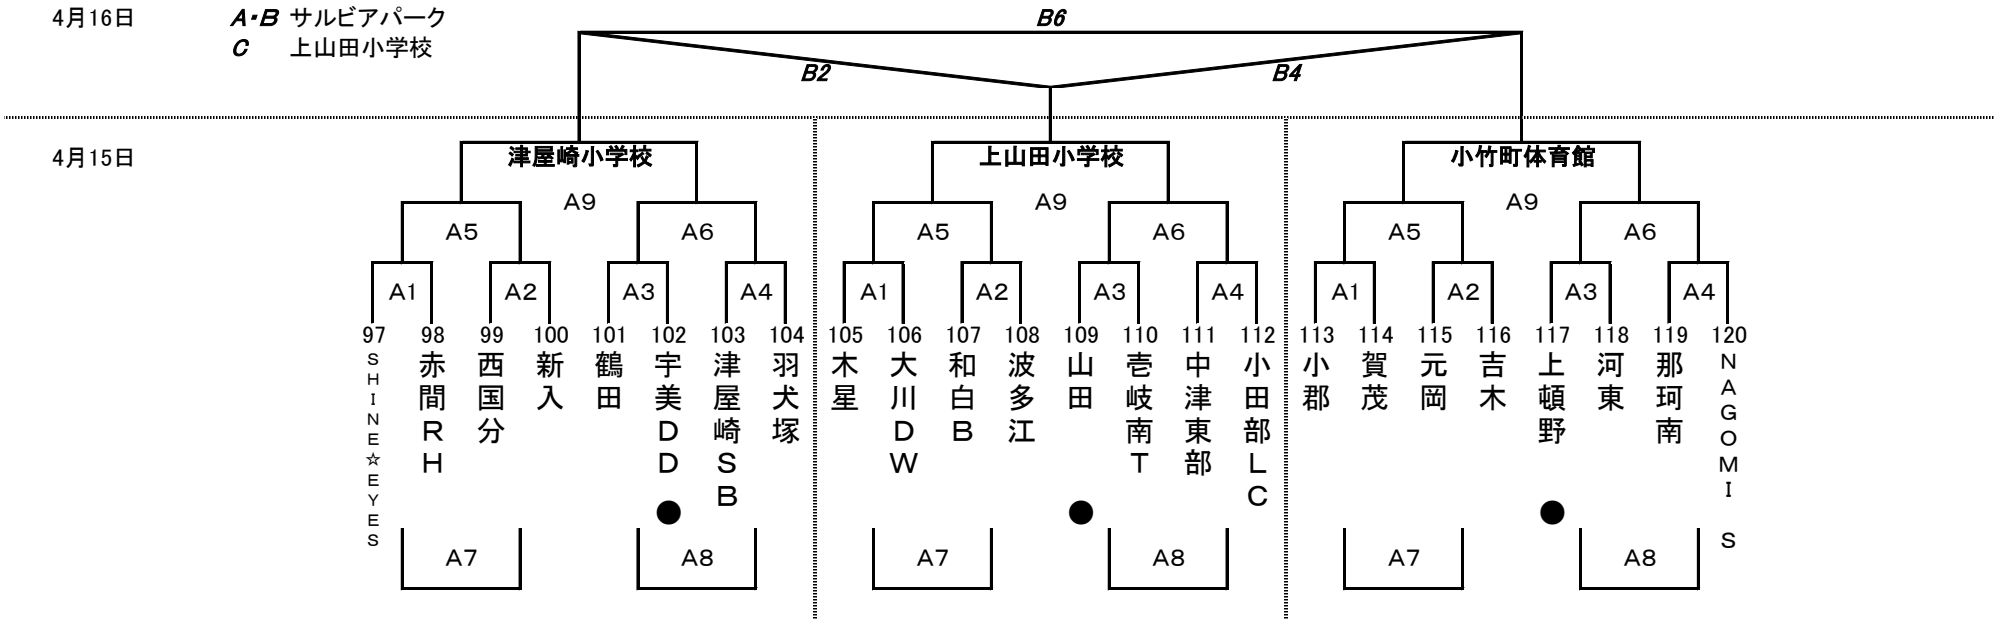 4月16日 A・B サルビアパーク
C 上山田小学校
B6
B2 B4
4月15日
津屋崎小学校 上山田小学校 小竹町体育館
A9 A9 A9
A5 A6 A5 A6 A5 A6
A1 A2 A3 A4 A1 A2 A3 A4 A1 A2 A3 A4
97 98 99 100 101 102 103 104 105 106 107 108 109 110 111 112 113 114 115 116 117 118 119 120
SHINE☆EYES
赤間RH
西国分
新入
鶴田
宇美DD
津屋崎SB
羽犬塚
木星
大川DW
和白B
波多江
山田
壱岐南T
中津東部
小田部LC
小郡
賀茂
元岡
吉木
上頓野
河東
那珂南
NAGOMI S
● ● ●
A7 A8 A7 A8 A7 A8